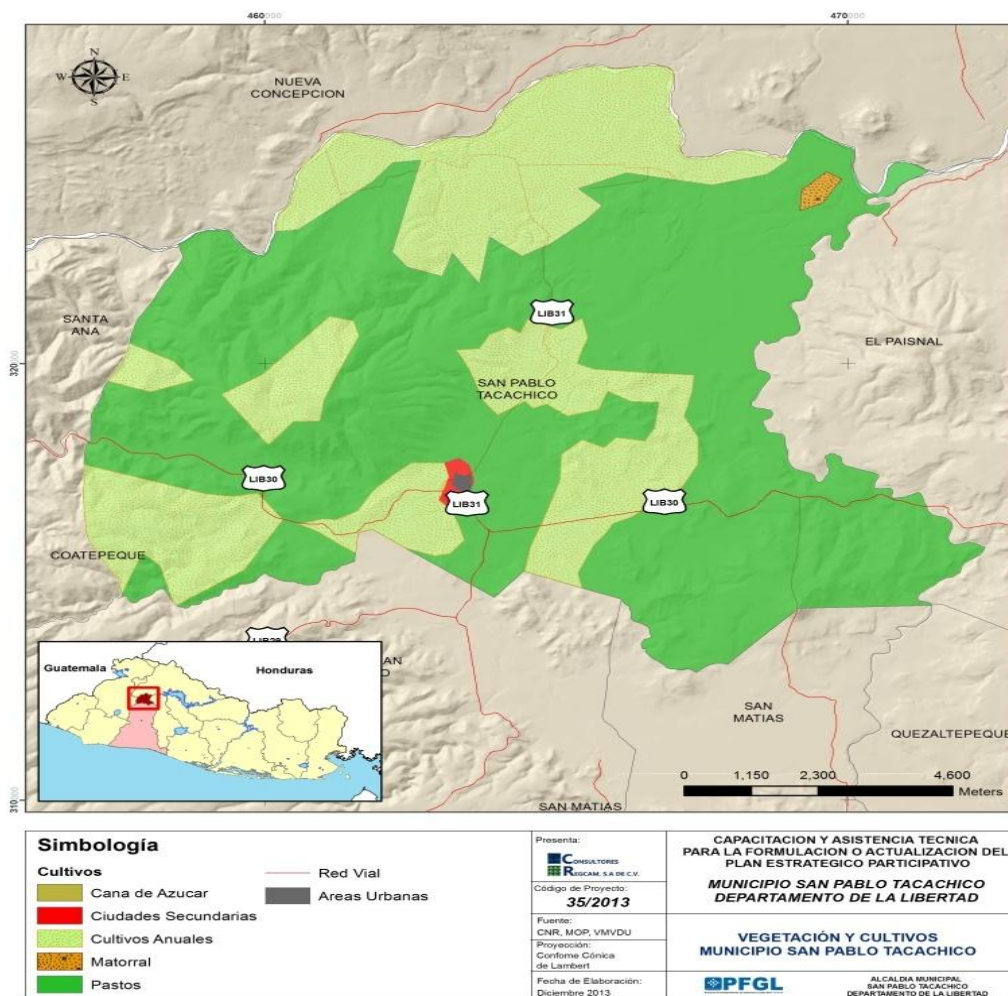 460000
470000
N
W E
S
NUEVA
CONCEPCION
SANTA
ANA
LIB31
EL PAISNAL
320000
SAN PABLO
TACACHICO
LIB30
LIB31
LIB30
COATEPEQUE
Guatemala
Honduras
SAN
MATIAS
QUEZALTEPEQUE
0 1,150 2,300 4,600
Meters
310000
SAN MATIAS
Simbología
Cultivos
Cana de Azucar
Ciudades Secundarias
Cultivos Anuales
Matorral
Pastos
Red Vial
Areas Urbanas
Presenta:
CONSULTORES
REGCAM, S.A DE C.V.
Código de Proyecto:
35/2013
Fuente:
CNR, MOP, VMVDU
Proyección:
Conforme Cónica
de Lambert
Fecha de Elaboración:
Diciembre 2013
CAPACITACION Y ASISTENCIA TECNICA
PARA LA FORMULACION O ACTUALIZACION DEL
PLAN ESTRATEGICO PARTICIPATIVO
MUNICIPIO SAN PABLO TACACHICO
DEPARTAMENTO DE LA LIBERTAD
VEGETACIÓN Y CULTIVOS
MUNICIPIO SAN PABLO TACACHICO
PFGL
ALCALDIA MUNICIPAL
SAN PABLO TACACHICO
DEPARTAMENTO DE LA LIBERTAD